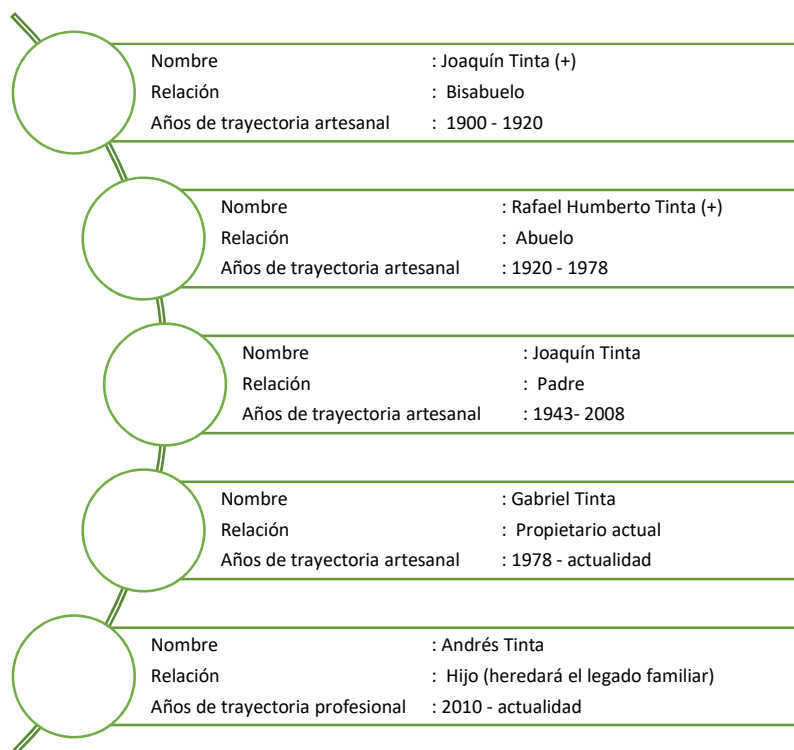 Nombre : Joaquín Tinta (+)
Relación : Bisabuelo
Años de trayectoria artesanal : 1900 - 1920
Nombre : Rafael Humberto Tinta (+)
Relación : Abuelo
Años de trayectoria artesanal : 1920 - 1978
Nombre : Joaquín Tinta
Relación : Padre
Años de trayectoria artesanal : 1943- 2008
Nombre : Gabriel Tinta
Relación : Propietario actual
Años de trayectoria artesanal : 1978 - actualidad
Nombre : Andrés Tinta
Relación : Hijo (heredará el legado familiar)
Años de trayectoria profesional : 2010 - actualidad